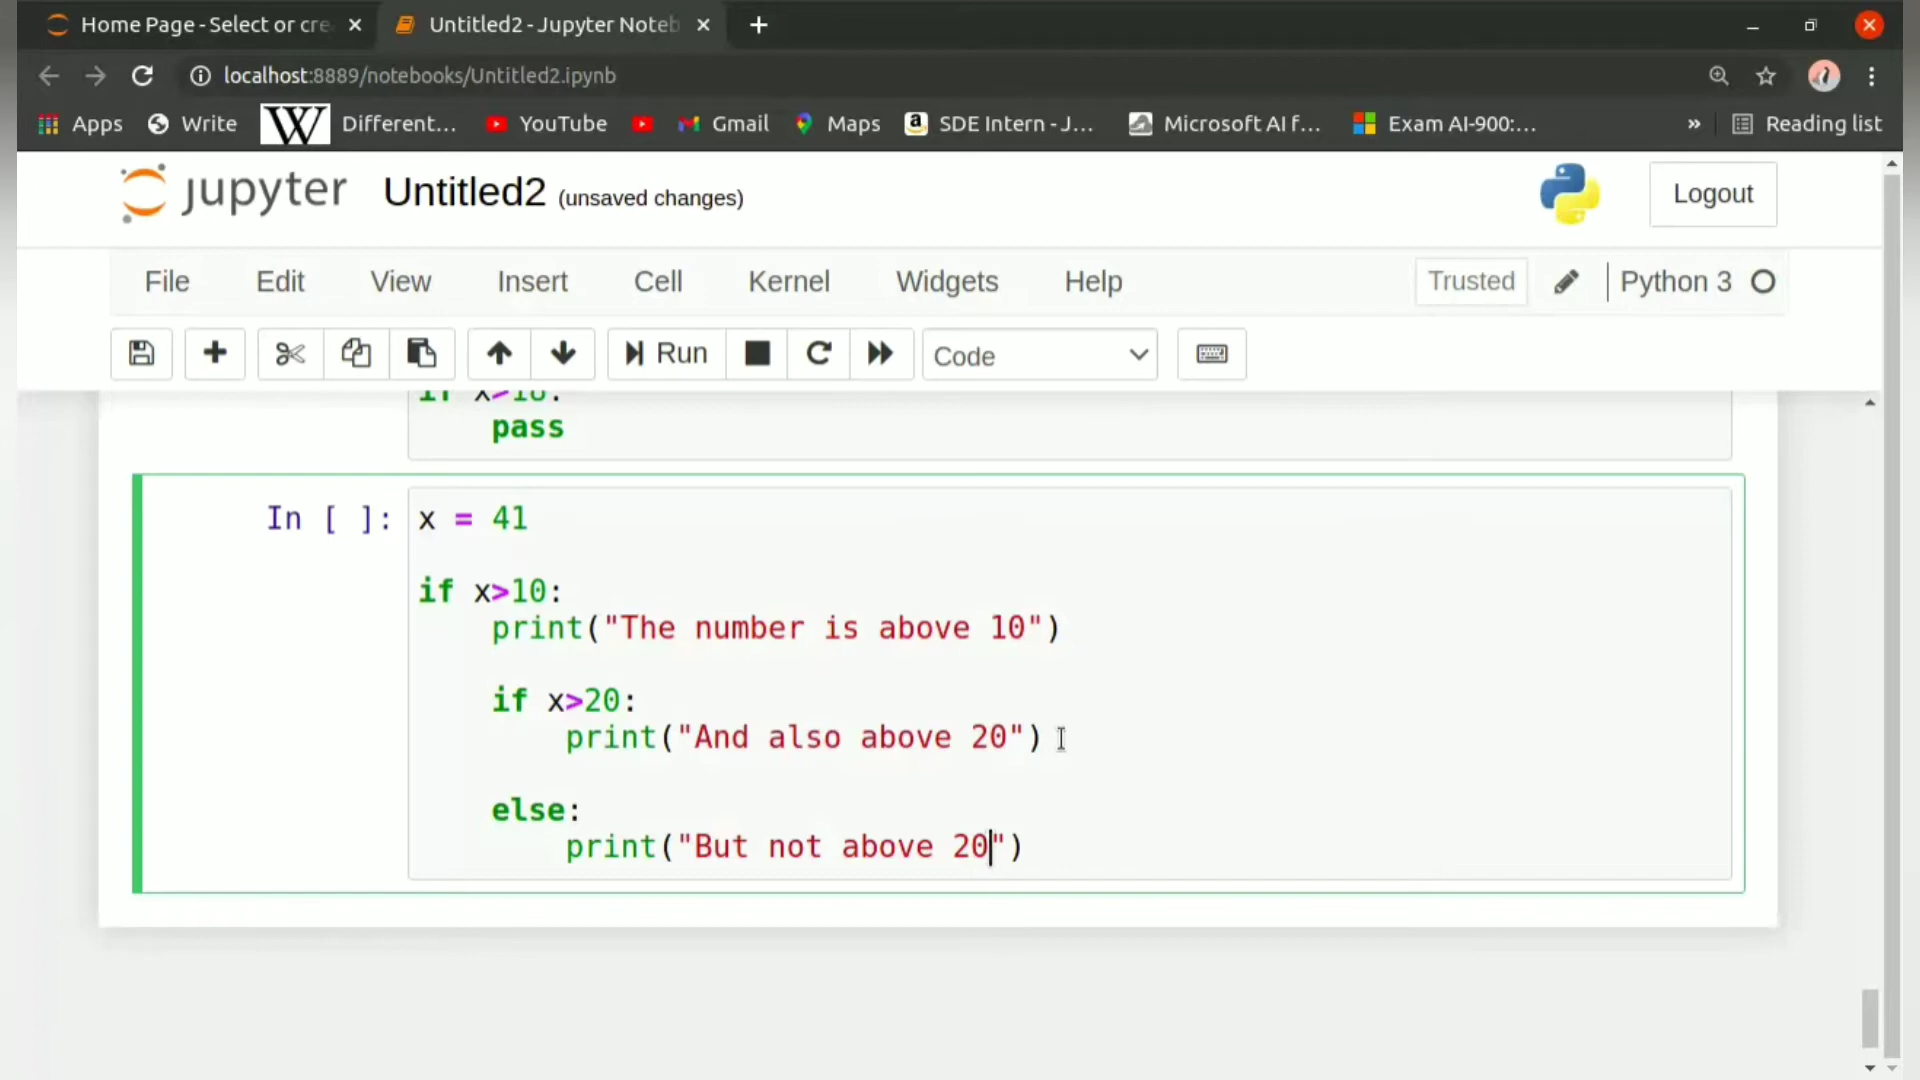 Home Page - Select or cre
Untitled2 - Jupyter Noteb
localhost:8889/notebooks/Untitled2.ipynb
Apps Write W Different... YouTube Gmail Maps a SDE Intern - J... Microsoft AI f... Exam AI-900:... » Reading list
jupyter Untitled2 (unsaved changes) Logout
File Edit View Insert Cell Kernel Widgets Help Trusted Python 3
Run Code
if x>10:
pass
In [ ]: x = 41
if x>10:
print("The number is above 10")
if x>20:
print("And also above 20")
else:
print("But not above 20")